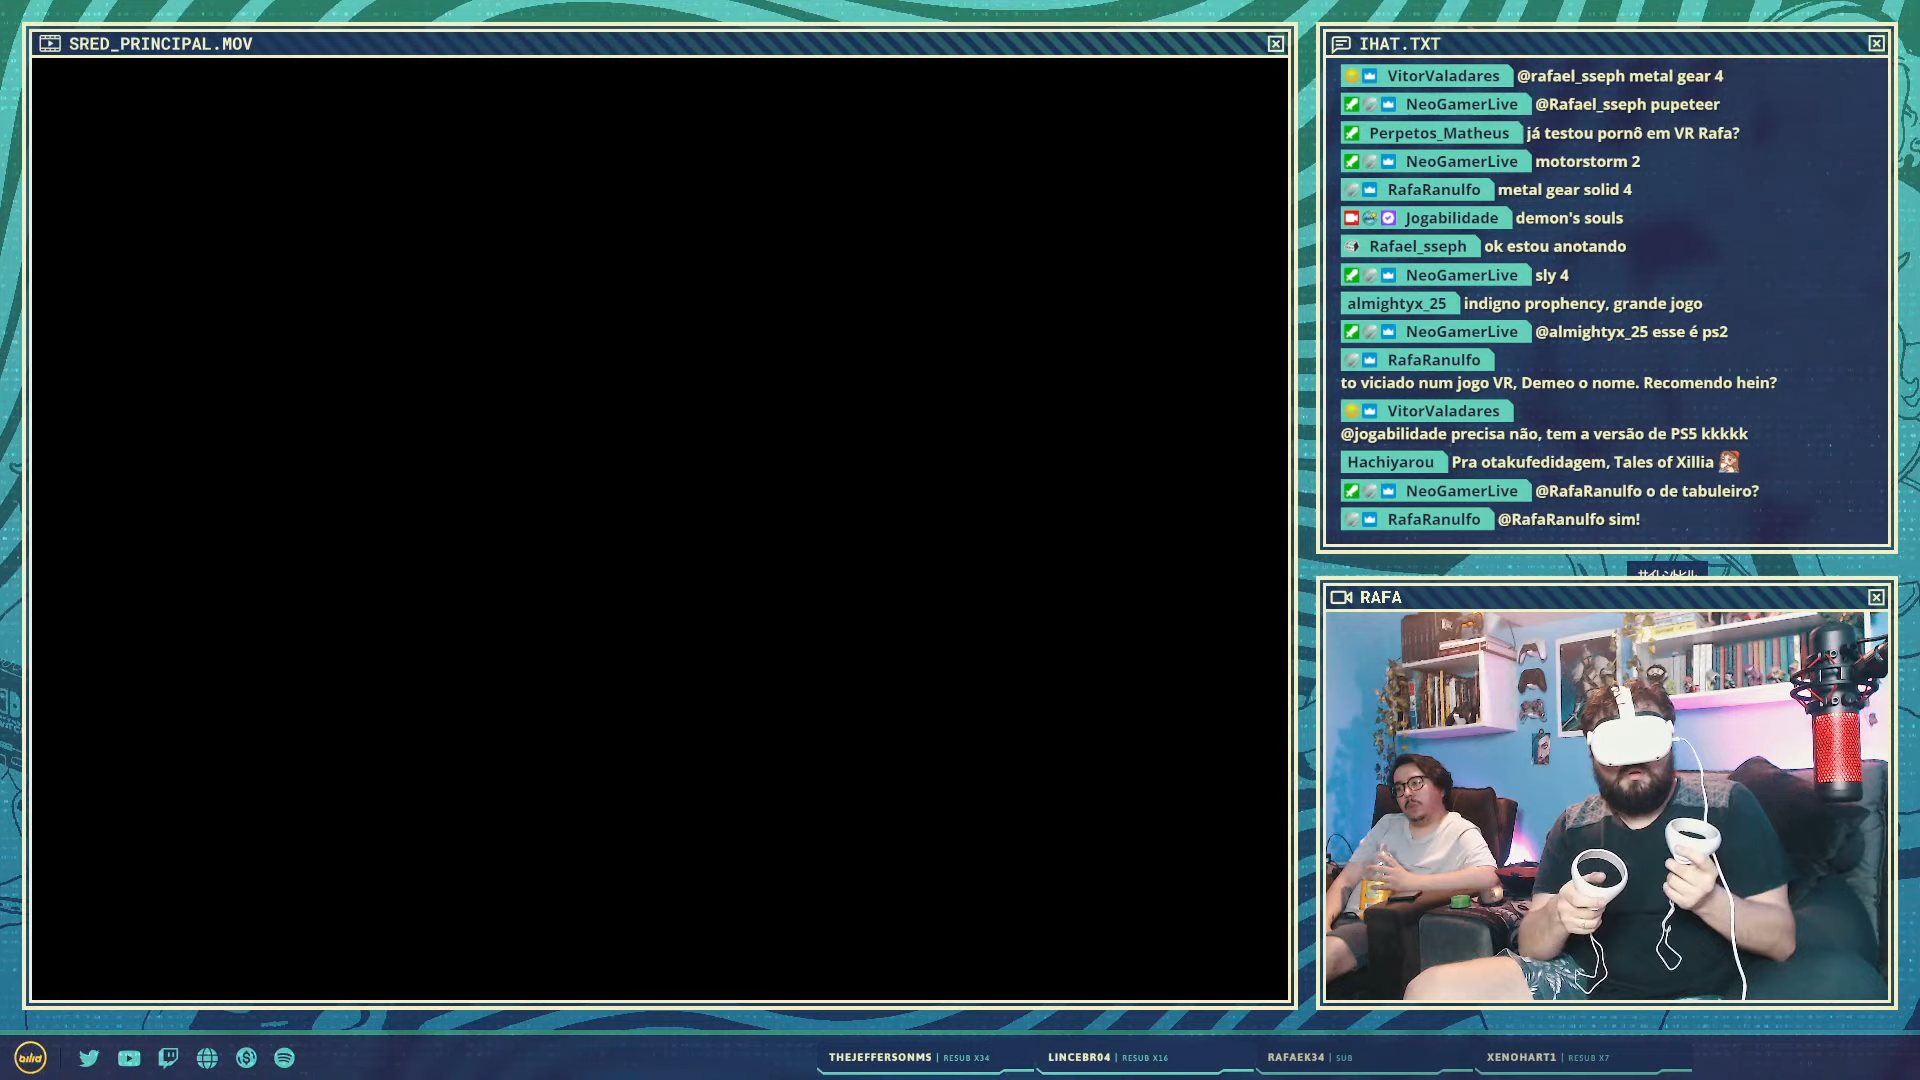 SRED_PRINCIPAL.MOV
IHAT.TXT
VitorValadares @rafael_sseph metal gear 4
NeoGamerLive @Rafael_sseph pupeteer
Perpetos_Matheus já testou pornô em VR Rafa?
NeoGamerLive motorstorm 2
RafaRanulfo metal gear solid 4
Jogabilidade demon's souls
Rafael_sseph ok estou anotando
NeoGamerLive sly 4
almightyx_25 indigno prophency, grande jogo
NeoGamerLive @almightyx_25 esse é ps2
RafaRanulfo
to viciado num jogo VR, Demeo o nome. Recomendo hein?
VitorValadares
@jogabilidade precisa não, tem a versão de PS5 kkkkk
Hachiyarou Pra otakufedidagem, Tales of Xillia
NeoGamerLive @RafaRanulfo o de tabuleiro?
RafaRanulfo @RafaRanulfo sim!
RAFA
THEJEFFERSONMS | RESUB X34
LINCEBR04 | RESUB X16
RAFAEK34 | SUB
XENOHART1 | RESUB X7